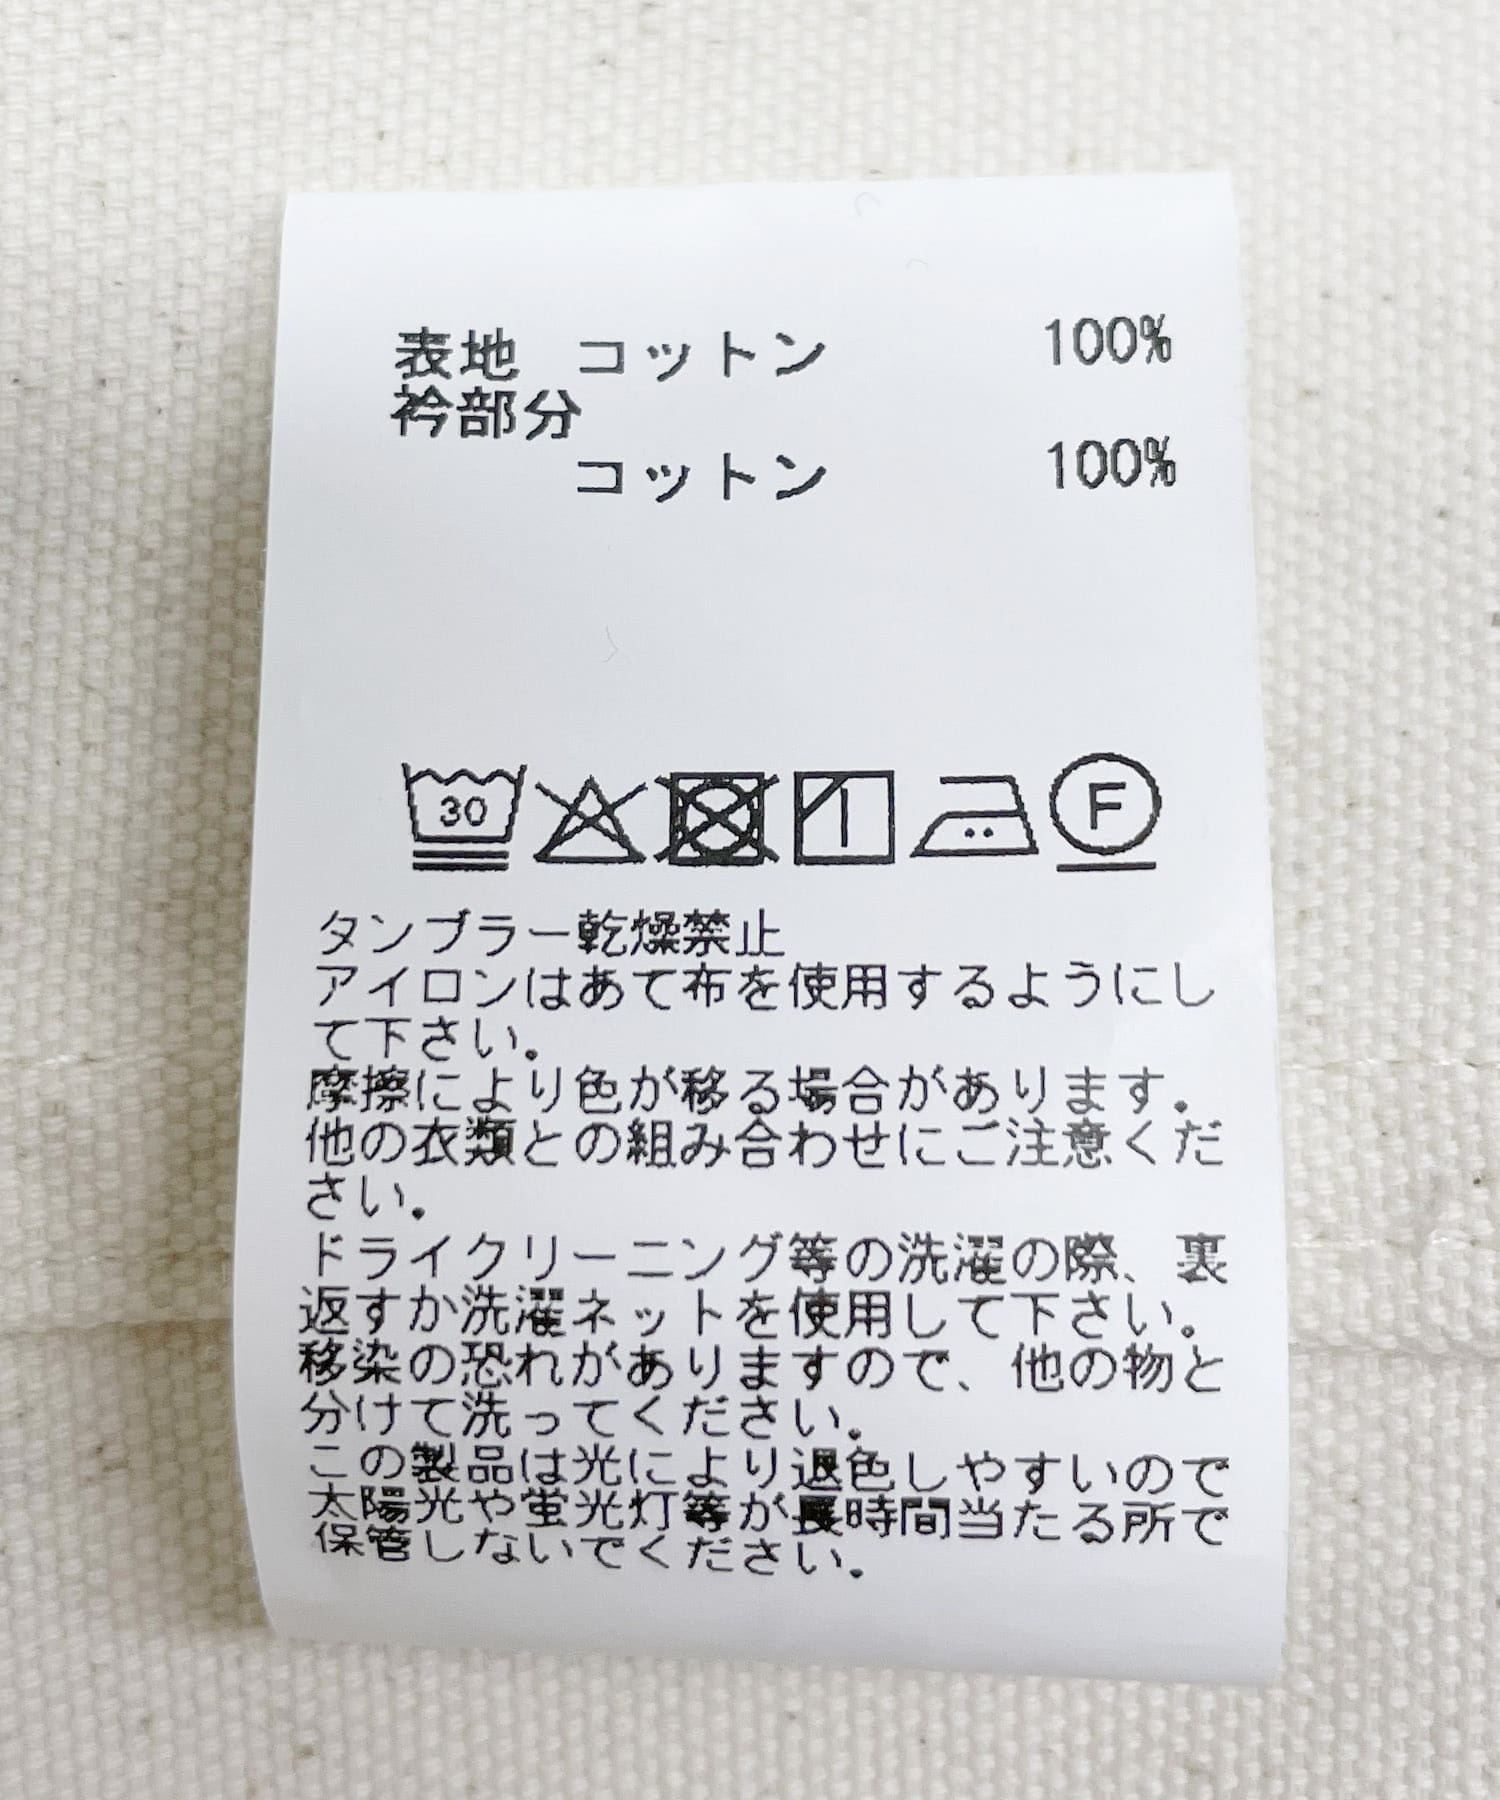 表地 コットン 100%
衿部分
コットン 100%
30 F
タンブラー乾燥禁止
アイロンはあて布を使用するようにし
て下さい。
摩擦により色が移る場合があります。
他の衣類との組み合わせにご注意くだ
さい。
ドライクリーニング等の洗濯の際、裏
返すか洗濯ネットを使用して下さい。
移染の恐れがありますので、他の物と
分けて洗ってください。
この製品は光により退色しやすいので
太陽光や蛍光灯等が長時間当たる所で
保管しないでください。